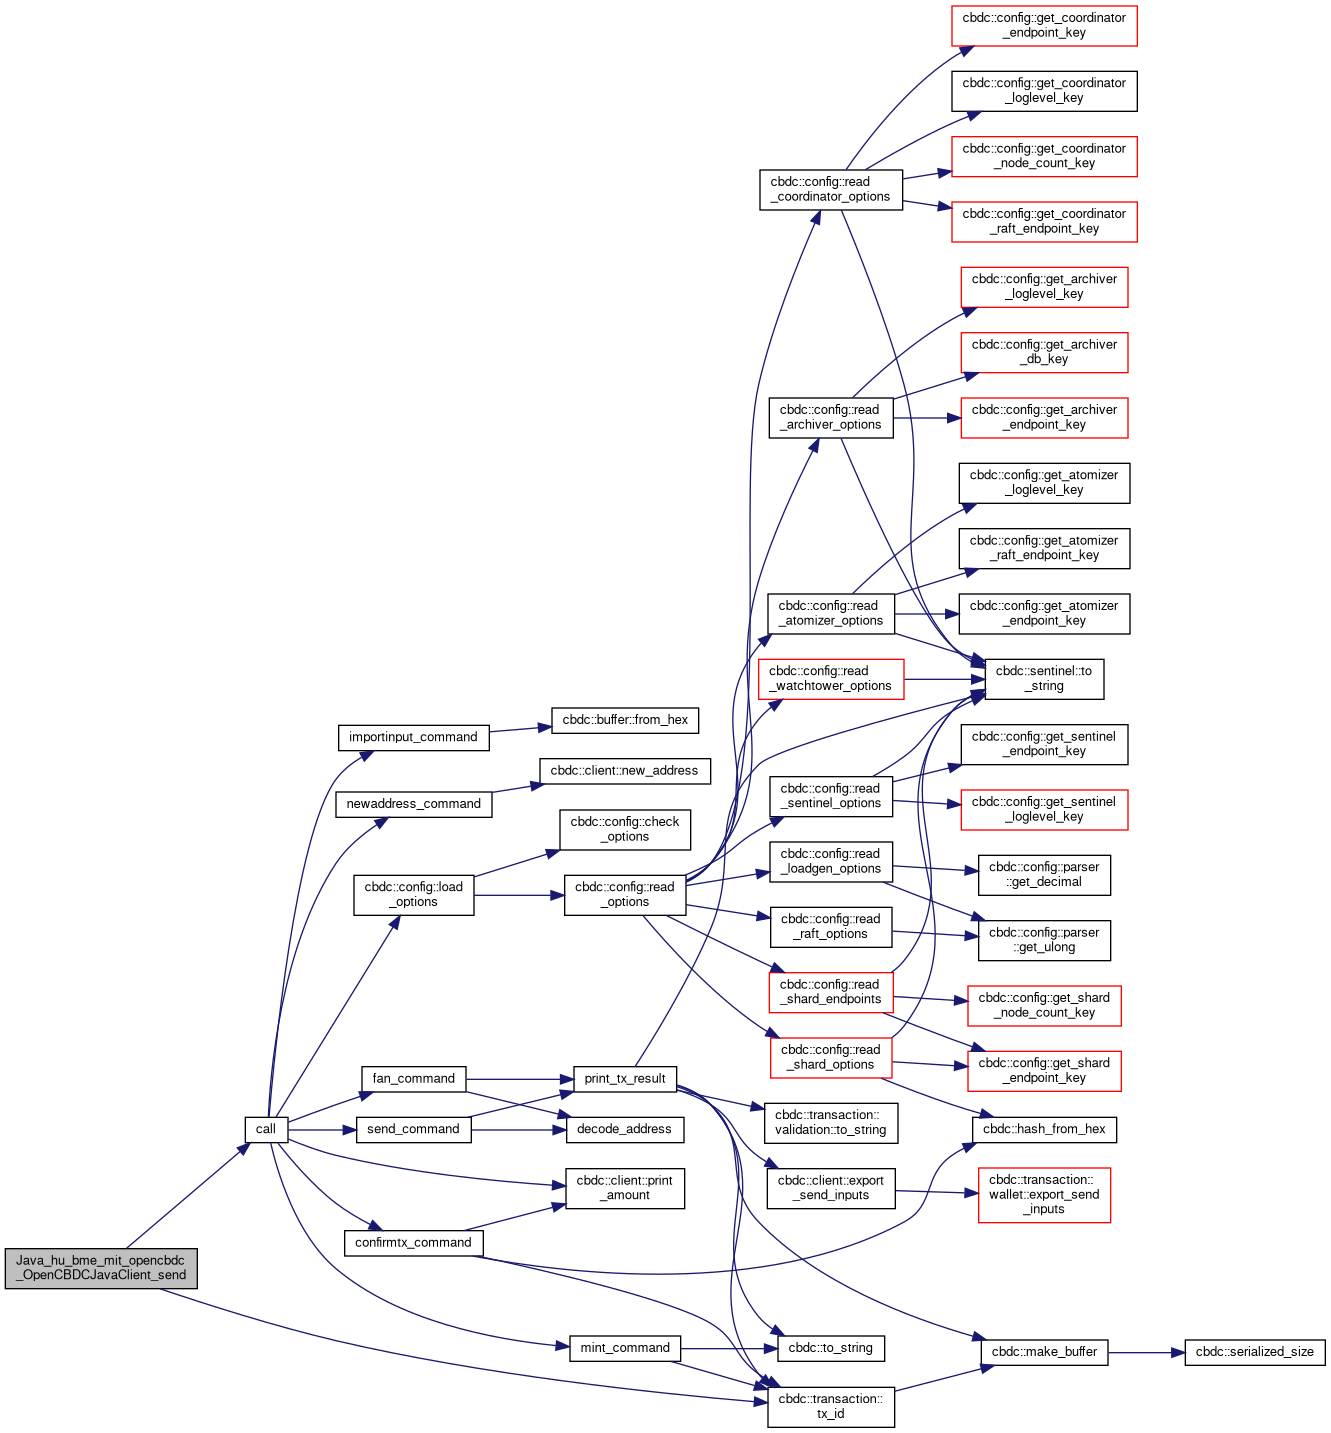 cbdc::config::get_coordinator
_endpoint_key
cbdc::config::get_coordinator
_loglevel_key
cbdc::config::get_coordinator
_node_count_key
cbdc::config::read
_coordinator_options
cbdc::config::get_coordinator
_raft_endpoint_key
cbdc::config::get_archiver
_loglevel_key
cbdc::config::get_archiver
_db_key
cbdc::config::read
_archiver_options
cbdc::config::get_archiver
_endpoint_key
cbdc::config::get_atomizer
_loglevel_key
cbdc::config::get_atomizer
_raft_endpoint_key
cbdc::config::read
_atomizer_options
cbdc::config::get_atomizer
_endpoint_key
cbdc::config::read
_watchtower_options
cbdc::sentinel::to
_string
cbdc::buffer::from_hex
importinput_command
cbdc::config::get_sentinel
_endpoint_key
cbdc::client::new_address
newaddress_command
cbdc::config::read
_sentinel_options
cbdc::config::get_sentinel
_loglevel_key
cbdc::config::check
_options
cbdc::config::read
_loadgen_options
cbdc::config::parser
::get_decimal
cbdc::config::load
_options
cbdc::config::read
_options
cbdc::config::read
_raft_options
cbdc::config::parser
::get_ulong
cbdc::config::read
_shard_endpoints
cbdc::config::get_shard
_node_count_key
cbdc::config::read
_shard_options
cbdc::config::get_shard
_endpoint_key
fan_command
print_tx_result
call
send_command
decode_address
cbdc::transaction::
validation::to_string
cbdc::hash_from_hex
cbdc::client::print
_amount
cbdc::client::export
_send_inputs
cbdc::transaction::
wallet::export_send
_inputs
confirmtx_command
Java_hu_bme_mit_opencbdc
_OpenCBDCJavaClient_send
mint_command
cbdc::to_string
cbdc::make_buffer
cbdc::serialized_size
cbdc::transaction::
tx_id